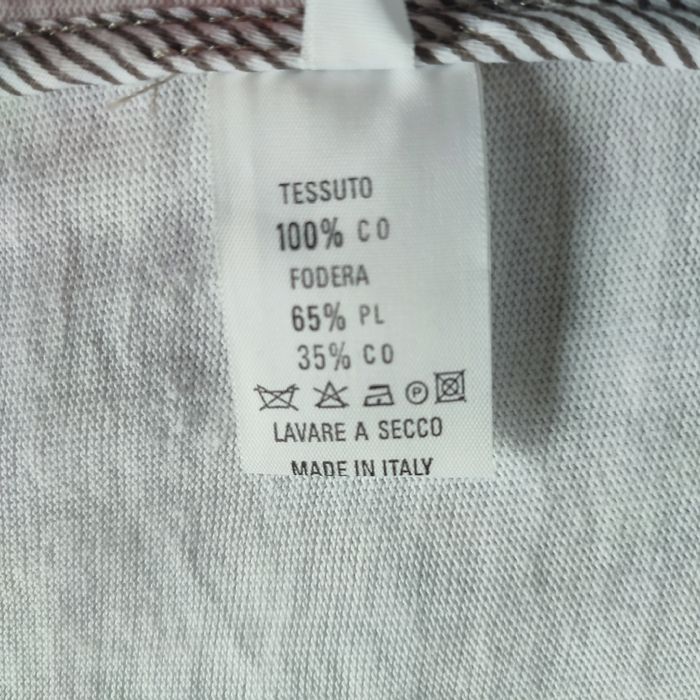 TESSUTO
100% CO
FODERA
65% PL
35% CO
P
LAVARE A SECCO
MADE IN ITALY